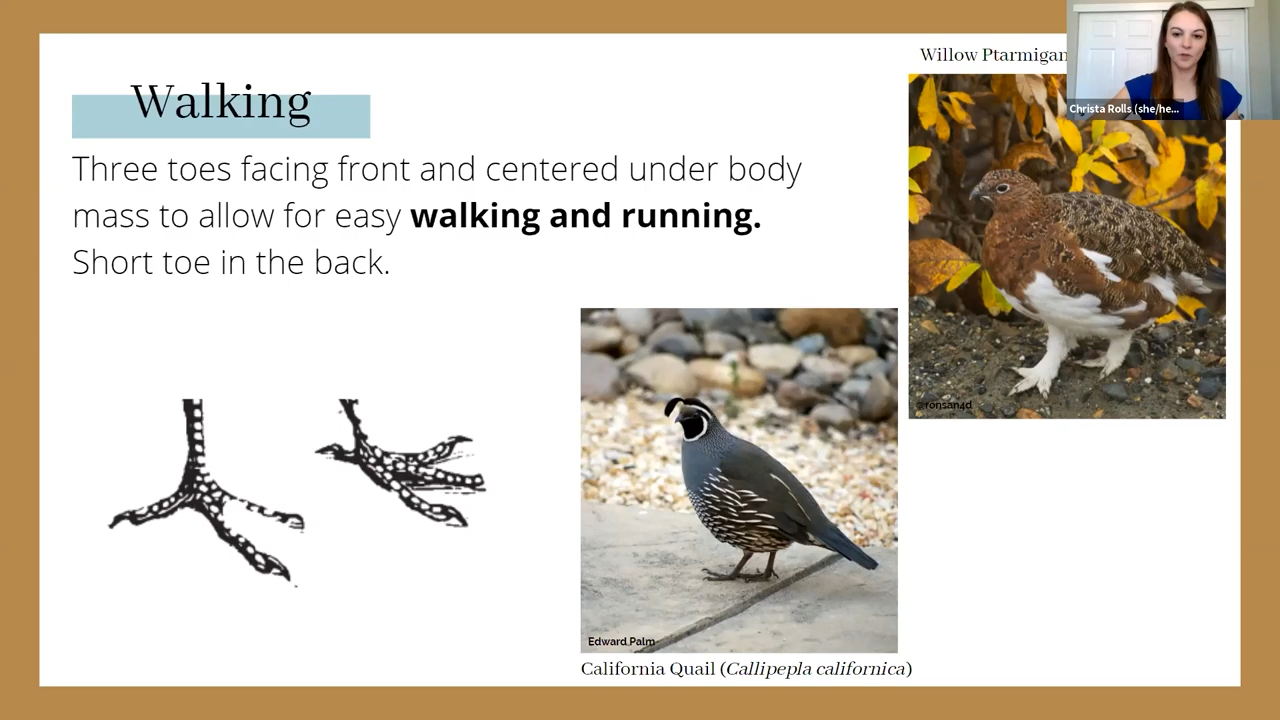 Willow Ptarmigan
Christa Rolls (she/he...
Walking
Three toes facing front and centered under body
mass to allow for easy walking and running.
Short toe in the back.
ronsan4d
Edward Palm
California Quail (Callipepla californica)